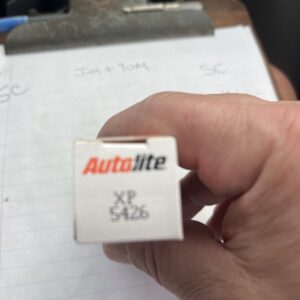 Jim + Tom SC
SC
Autolite
XP
5426